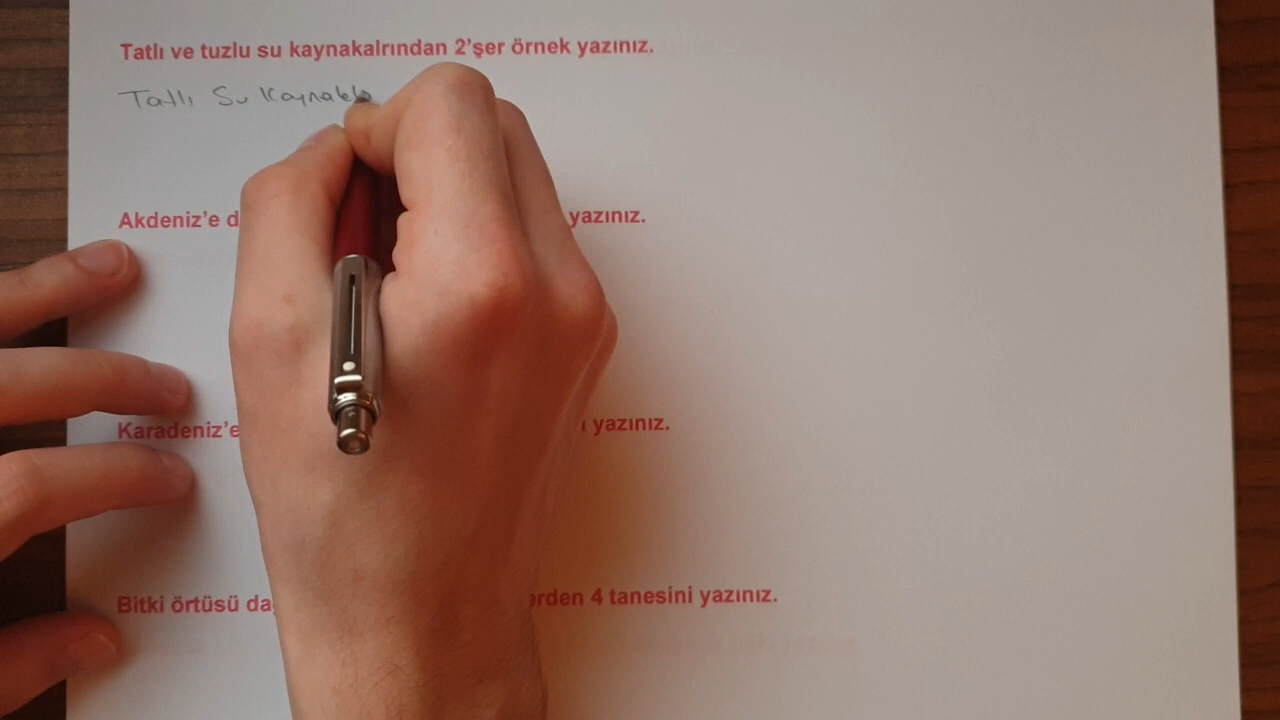 Tatlı ve tuzlu su kaynakalrından 2'şer örnek yazınız.
Tatlı Su Kaynakla
Akdeniz'e d yazınız.
Karadeniz'e yazınız.
Bitki örtüsü da erden 4 tanesini yazınız.